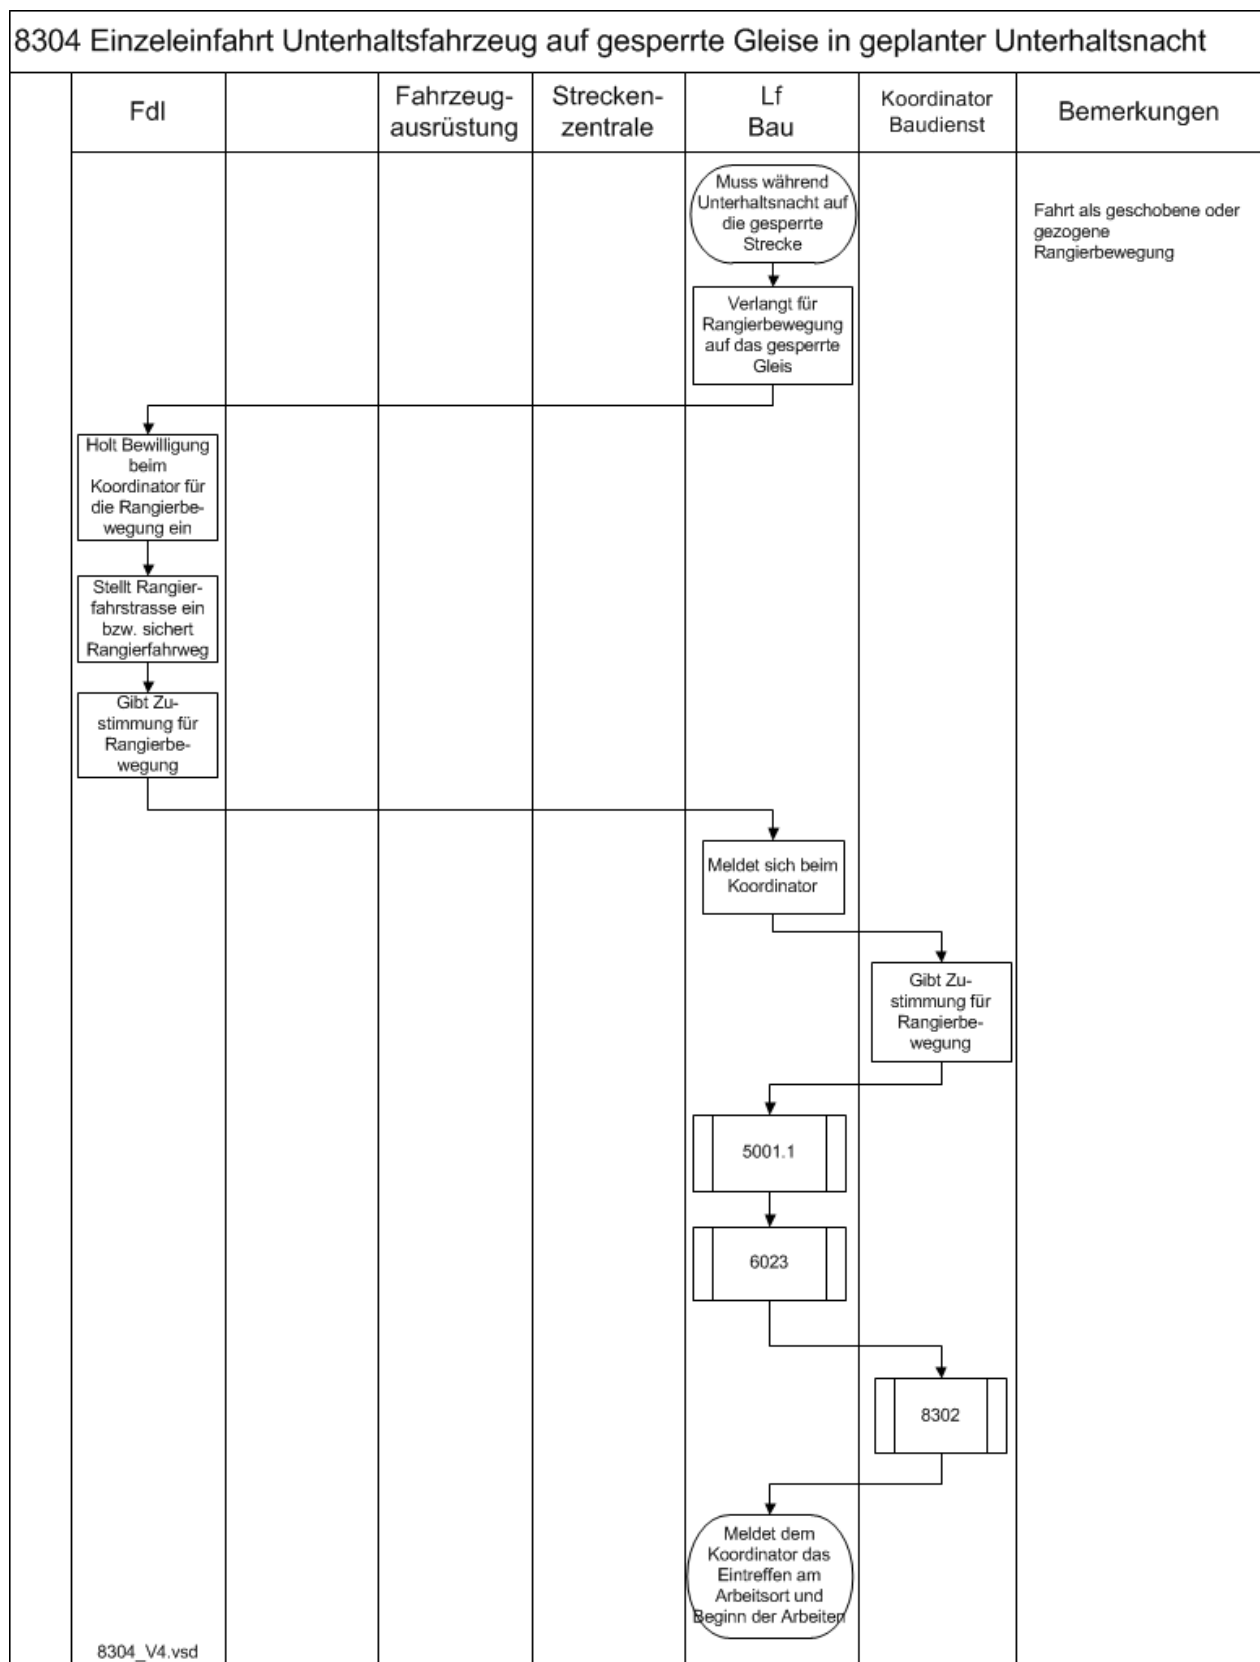 8304 Einzeleinfahrt Unterhaltsfahrzeug auf gesperrte Gleise in geplanter Unterhaltsnacht
Fdl
Fahrzeug-
ausrüstung
Strecken-
zentrale
Lf
Bau
Koordinator
Baudienst
Bemerkungen
Muss während
Unterhaltsnacht auf
die gesperrte
Strecke
Fahrt als geschobene oder
gezogene
Rangierbewegung
Verlangt für
Rangierbewegung
auf das gesperrte
Gleis
Holt Bewilligung
beim
Koordinator für
die Rangierbe-
wegung ein
Stellt Rangier-
fahrstrasse ein
bzw. sichert
Rangierfahrweg
Gibt Zu-
stimmung für
Rangierbe-
wegung
Meldet sich beim
Koordinator
Gibt Zu-
stimmung für
Rangierbe-
wegung
5001.1
6023
8302
Meldet dem
Koordinator das
Eintreffen am
Arbeitsort und
Beginn der Arbeiten
8304_V4.vsd